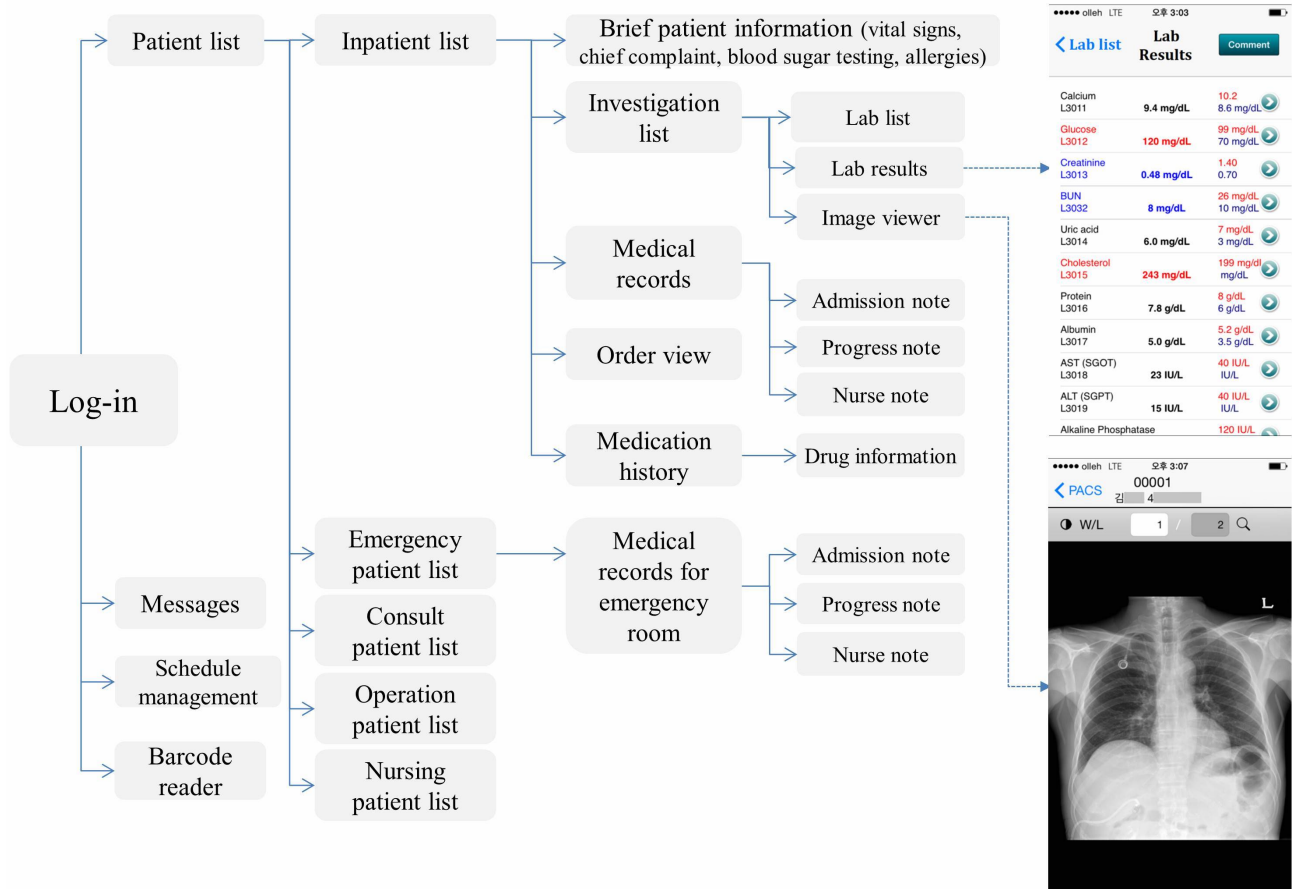 Log-in
Patient list
Messages
Schedule
management
Barcode
reader
Inpatient list
Emergency
patient list
Consult
patient list
Operation
patient list
Nursing
patient list
Brief patient information (vital signs,
chief complaint, blood sugar testing, allergies)
Investigation
list
Lab list
Lab results
Image viewer
Medical
records
Admission note
Progress note
Nurse note
Order view
Medication
history
Drug information
Medical
records for
emergency
room
Admission note
Progress note
Nurse note
olleh LTE 오후 3:03
Lab list
Lab
Results
Comment
Calcium 10.2
L3011 9.4 mg/dL 8.6 mg/dL
Glucose 99 mg/dL
L3012 120 mg/dL 70 mg/dL
Creatinine 1.40
L3013 0.48 mg/dL 0.70
BUN 26 mg/dL
L3032 8 mg/dL 10 mg/dL
Uric acid 7 mg/dL
L3014 6.0 mg/dL 3 mg/dL
Cholesterol 199 mg/dl
L3015 243 mg/dL mg/dL
Protein 8 g/dL
L3016 7.8 g/dL 6 g/dL
Albumin 5.2 g/dL
L3017 5.0 g/dL 3.5 g/dL
AST (SGOT) 40 IU/L
L3018 23 IU/L IU/L
ALT (SGPT) 40 IU/L
L3019 15 IU/L IU/L
Alkaline Phosphatase 120 IU/L
olleh LTE 오후 3:07
PACS
00001
김 4
W/L 1 / 2
L